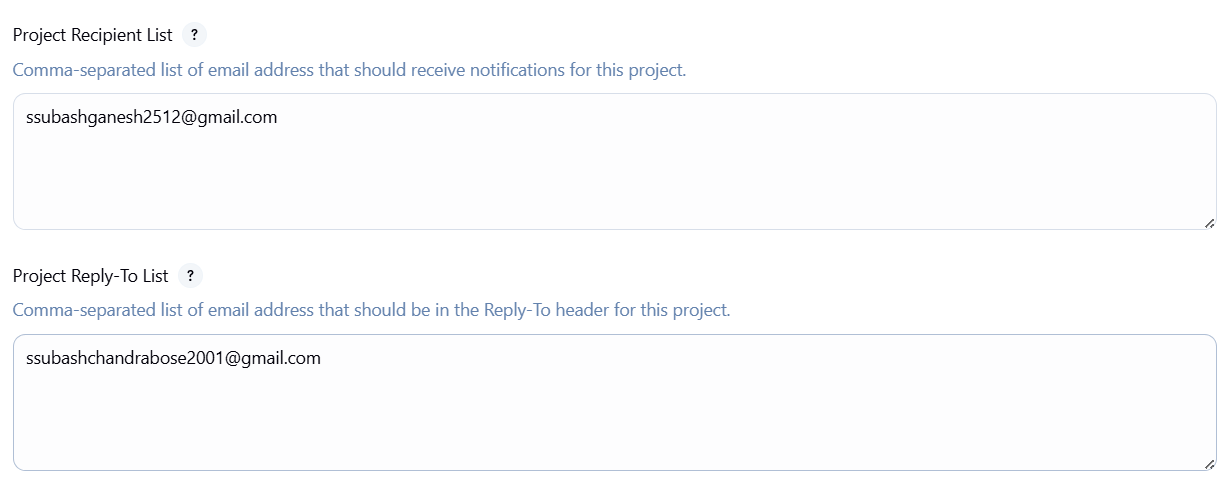 Project Recipient List ?
Comma-separated list of email address that should receive notifications for this project.
ssubashganesh2512@gmail.com
Project Reply-To List ?
Comma-separated list of email address that should be in the Reply-To header for this project.
ssubashchandrabose2001@gmail.com